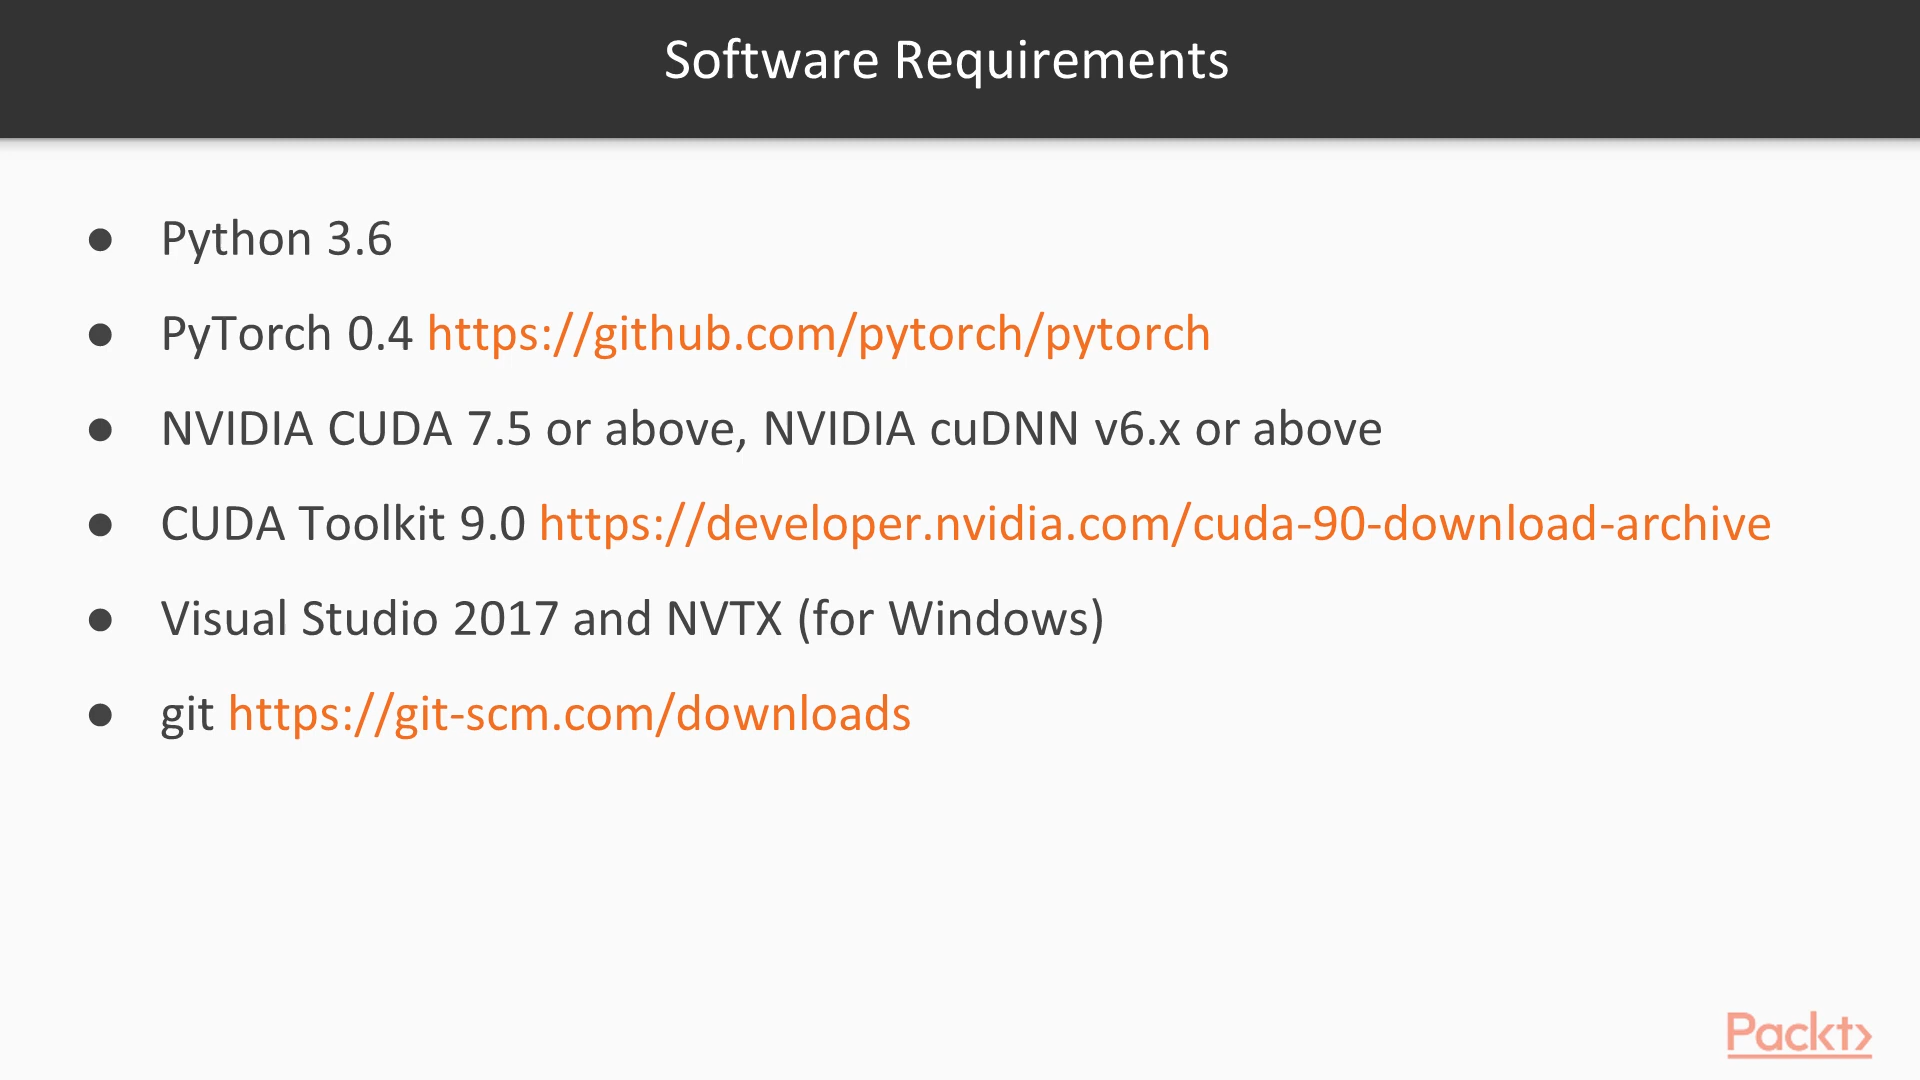 Software Requirements
● Python 3.6
● PyTorch 0.4 https://github.com/pytorch/pytorch
● NVIDIA CUDA 7.5 or above, NVIDIA cuDNN v6.x or above
● CUDA Toolkit 9.0 https://developer.nvidia.com/cuda-90-download-archive
● Visual Studio 2017 and NVTX (for Windows)
● git https://git-scm.com/downloads
Packt>